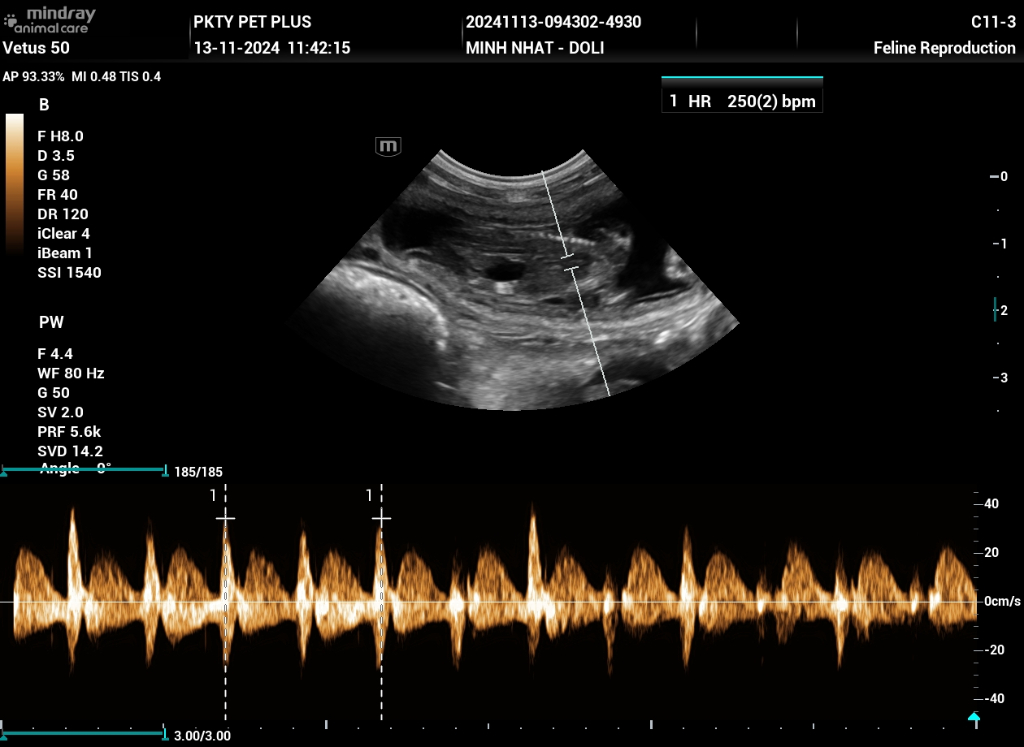 mindray
animalcare
Vetus 50
PKTY PET PLUS
13-11-2024 11:42:15
20241113-094302-4930
MINH NHAT - DOLI
C11-3
Feline Reproduction
AP 93.33% MI 0.48 TIS 0.4
B
F H8.0
D 3.5
G 58
FR 40
DR 120
iClear 4
iBeam 1
SSI 1540
PW
F 4.4
WF 80 Hz
G 50
SV 2.0
PRF 5.6k
SVD 14.2
Angle 0°
1 HR 250(2) bpm
m
0
1
2
3
185/185
1
1
40
20
0cm/s
-20
-40
3.00/3.00